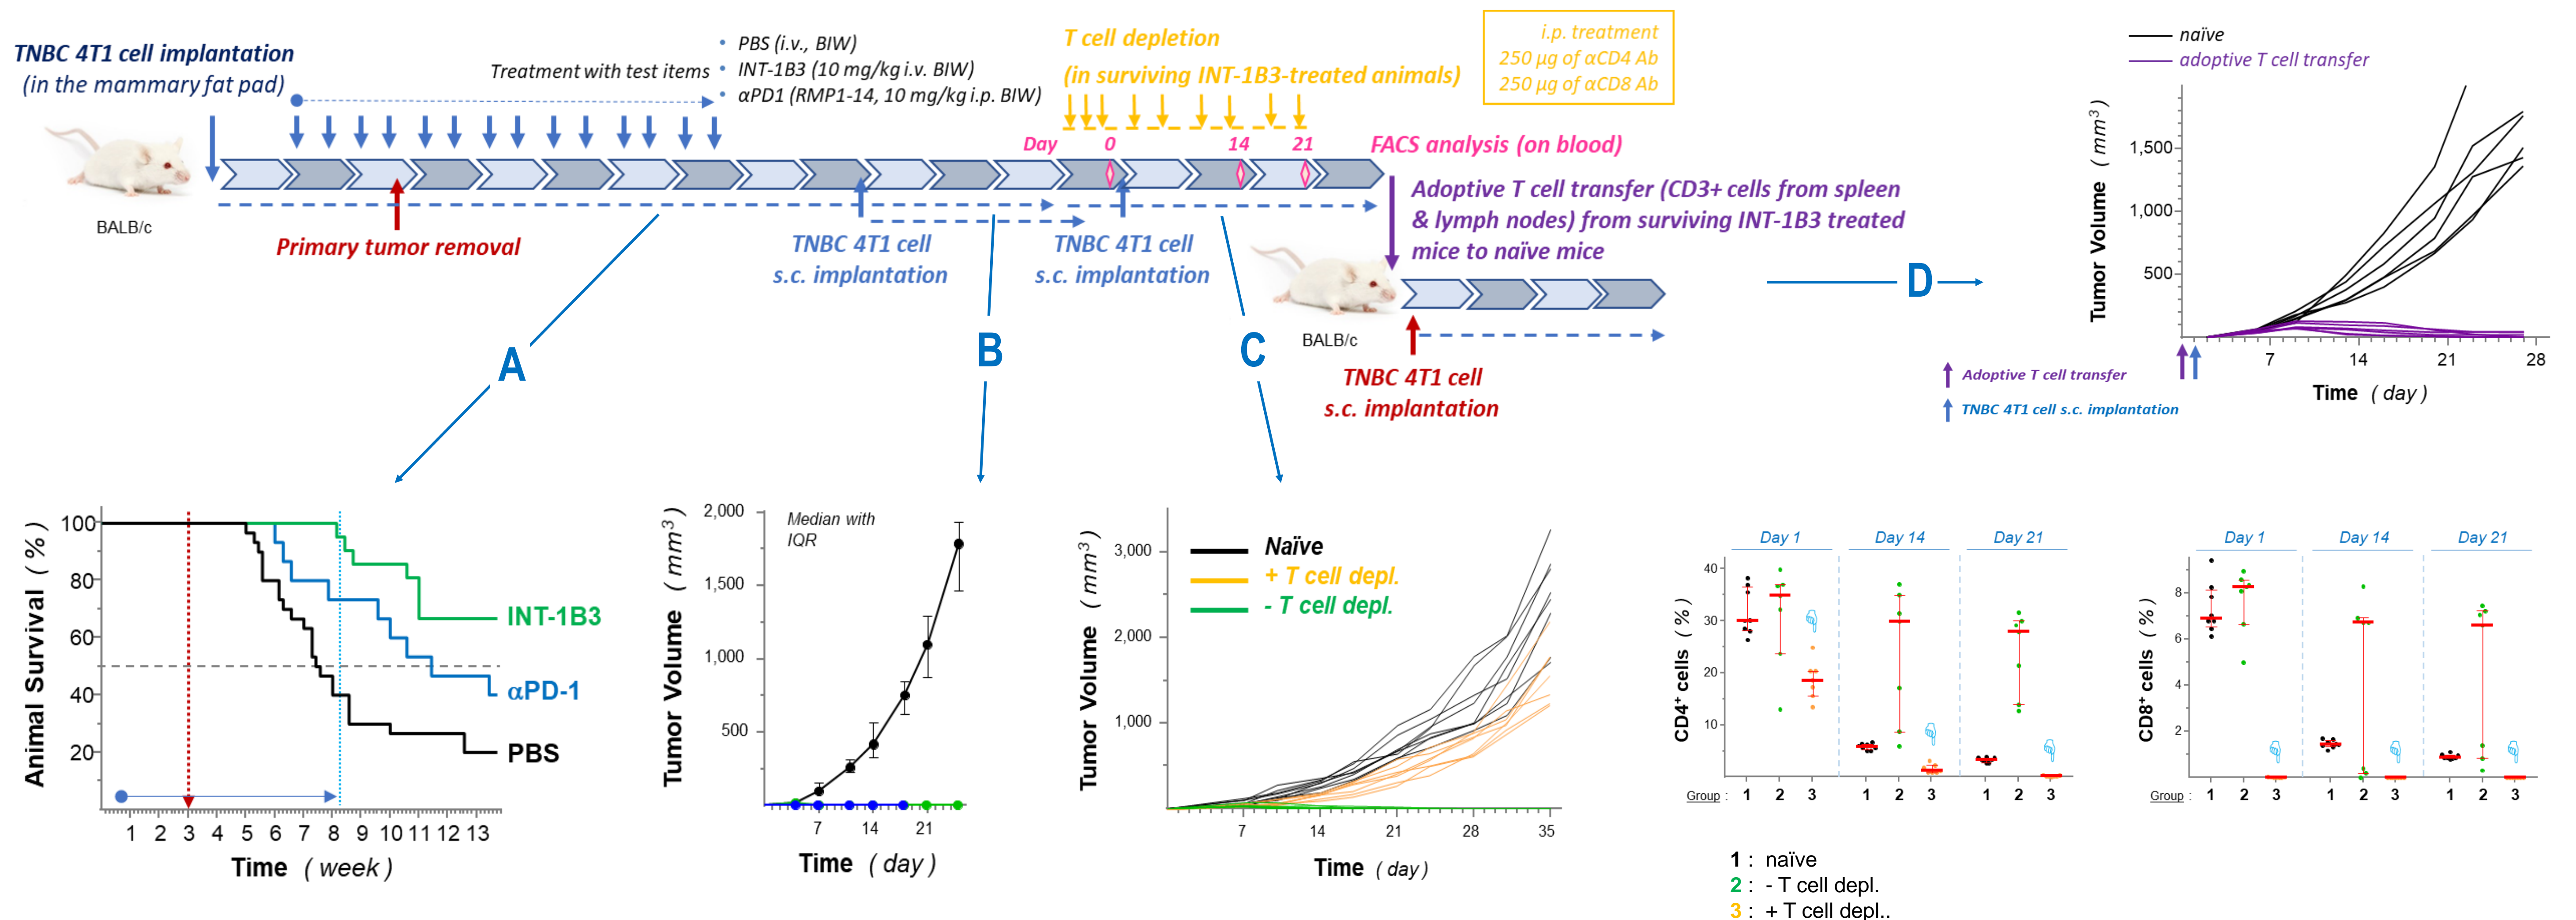 TNBC 4T1 cell implantation
(in the mammary fat pad)
BALB/c
Treatment with test items
• PBS (i.v., BIW)
• INT-1B3 (10 mg/kg i.v. BIW)
• αPD1 (RMP1-14, 10 mg/kg i.p. BIW)
Primary tumor removal
TNBC 4T1 cell
s.c. implantation
T cell depletion
(in surviving INT-1B3-treated animals)
i.p. treatment
250 µg of αCD4 Ab
250 µg of αCD8 Ab
Day 0 14 21
FACS analysis (on blood)
TNBC 4T1 cell
s.c. implantation
Adoptive T cell transfer (CD3+ cells from spleen
& lymph nodes) from surviving INT-1B3 treated
mice to naïve mice
BALB/c
TNBC 4T1 cell
s.c. implantation
A
B
C
D
naïve
adoptive T cell transfer
Tumor Volume ( mm³ )
1,500
1,000
500
7 14 21 28
Time ( day )
Adoptive T cell transfer
TNBC 4T1 cell s.c. implantation
Animal Survival ( % )
100
80
60
40
20
INT-1B3
αPD-1
PBS
1 2 3 4 5 6 7 8 9 10 11 12 13
Time ( week )
Tumor Volume ( mm³ )
2,000
1,500
1,000
500
Median with
IQR
7 14 21
Time ( day )
Tumor Volume ( mm³ )
3,000
2,000
1,000
Naïve
+ T cell depl.
- T cell depl.
7 14 21 28 35
Time ( day )
CD4⁺ cells ( % )
Day 1 Day 14 Day 21
40
30
20
10
Group : 1 2 3 1 2 3 1 2 3
CD8⁺ cells ( % )
Day 1 Day 14 Day 21
8
6
4
2
Group : 1 2 3 1 2 3 1 2 3
1 : naïve
2 : - T cell depl.
3 : + T cell depl..